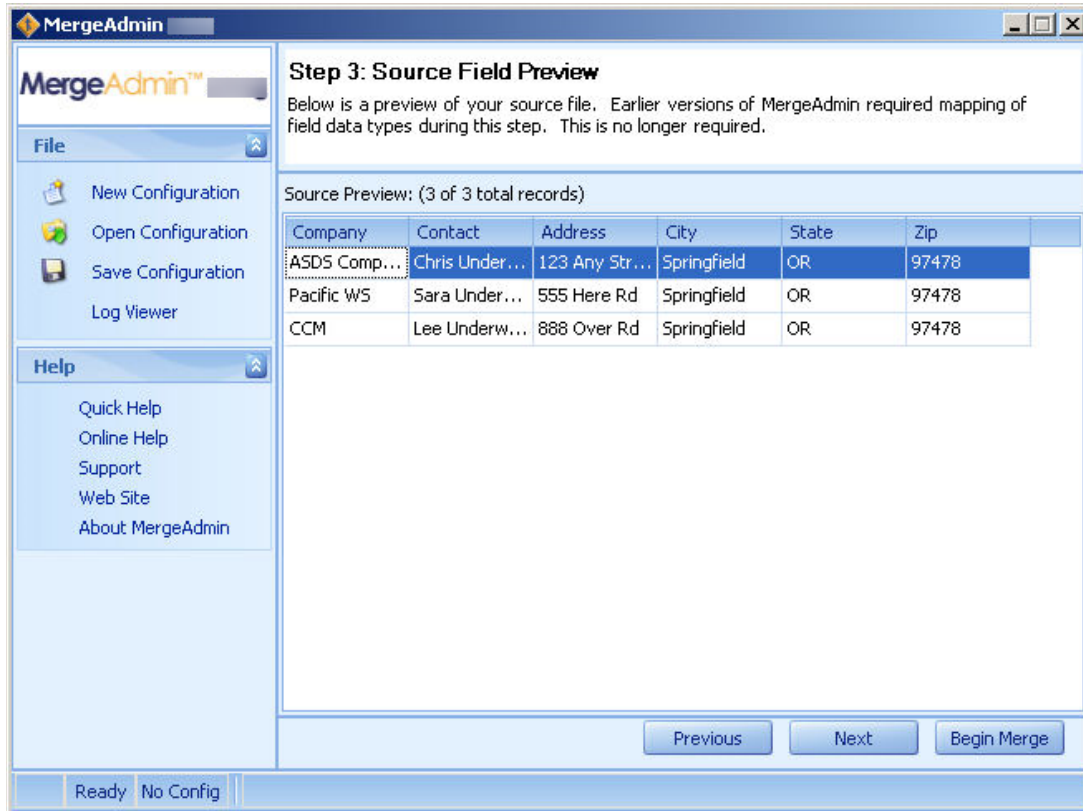 MergeAdmin
MergeAdmin™
Step 3: Source Field Preview
Below is a preview of your source file. Earlier versions of MergeAdmin required mapping of
field data types during this step. This is no longer required.
File
New Configuration
Open Configuration
Save Configuration
Log Viewer
Help
Quick Help
Online Help
Support
Web Site
About MergeAdmin
Source Preview: (3 of 3 total records)
Company Contact Address City State Zip
ASDS Comp... Chris Under... 123 Any Str... Springfield OR 97478
Pacific WS Sara Under... 555 Here Rd Springfield OR 97478
CCM Lee Underw... 888 Over Rd Springfield OR 97478
Previous Next Begin Merge
Ready No Config